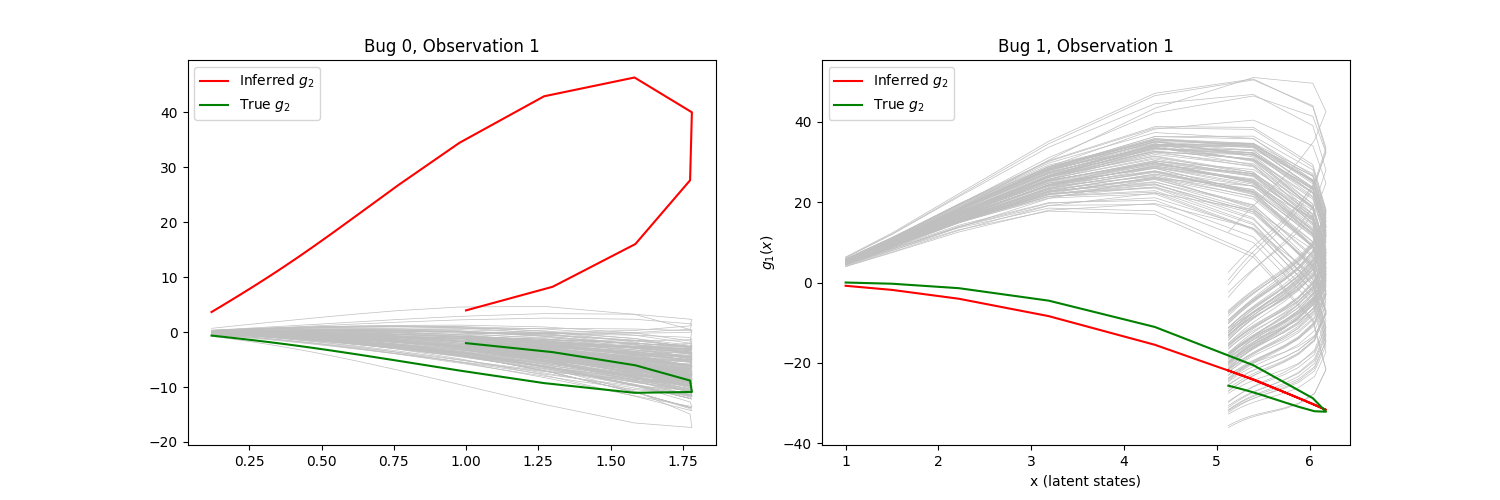 Bug 0, Observation 1
Inferred g₂
True g₂
40
30
20
10
0
−10
−20
0.25 0.50 0.75 1.00 1.25 1.50 1.75
Bug 1, Observation 1
Inferred g₂
True g₂
g₁(x)
40
20
0
−20
−40
1 2 3 4 5 6
x (latent states)